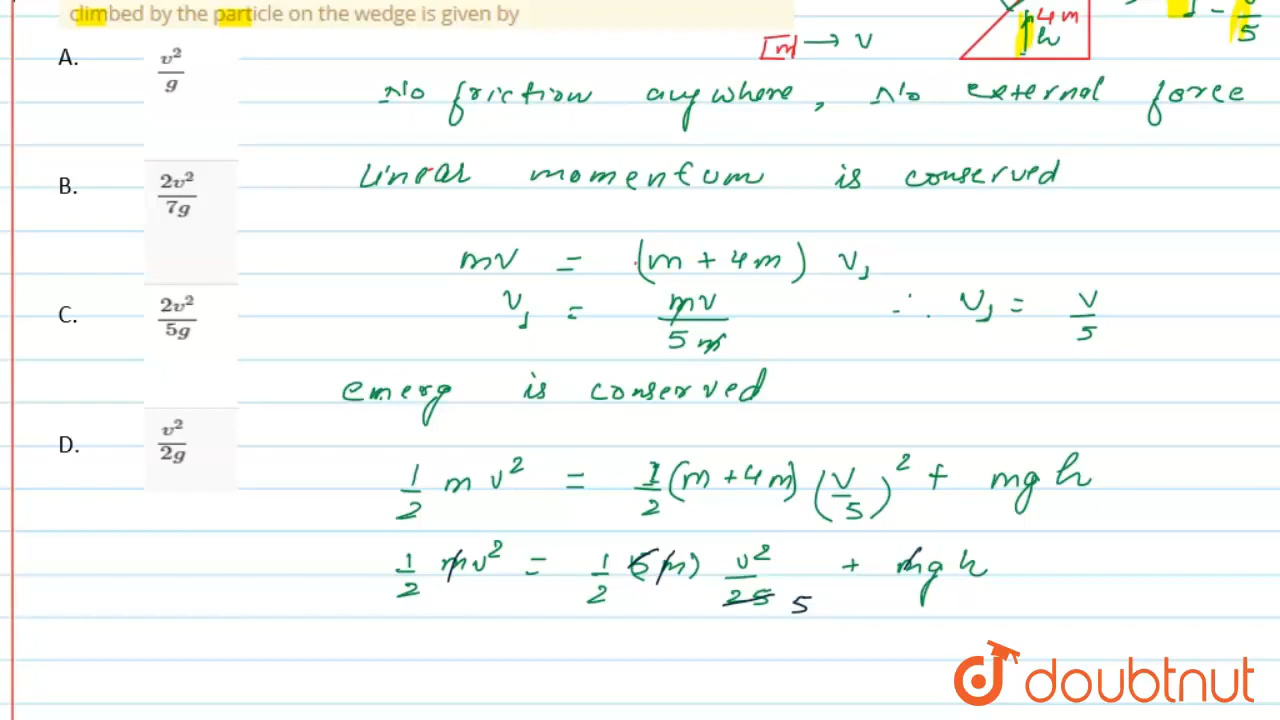 climbed by the particle on the wedge is given by
5
4m
h
m → v
A. v²/g
No friction anywhere, No external force
B. 2v²/7g
Linear momentum is conserved
mv = (m + 4m) v₁
C. 2v²/5g
v₁ = mv/5m ∴ v₁ = v/5
emerg is conserved
D. v²/2g
1/2 m v² = 1/2 (m + 4m) (v/5)² + mgh
1/2 mv² = 1/2 (5m) v²/25 5 + mgh
doubtnut